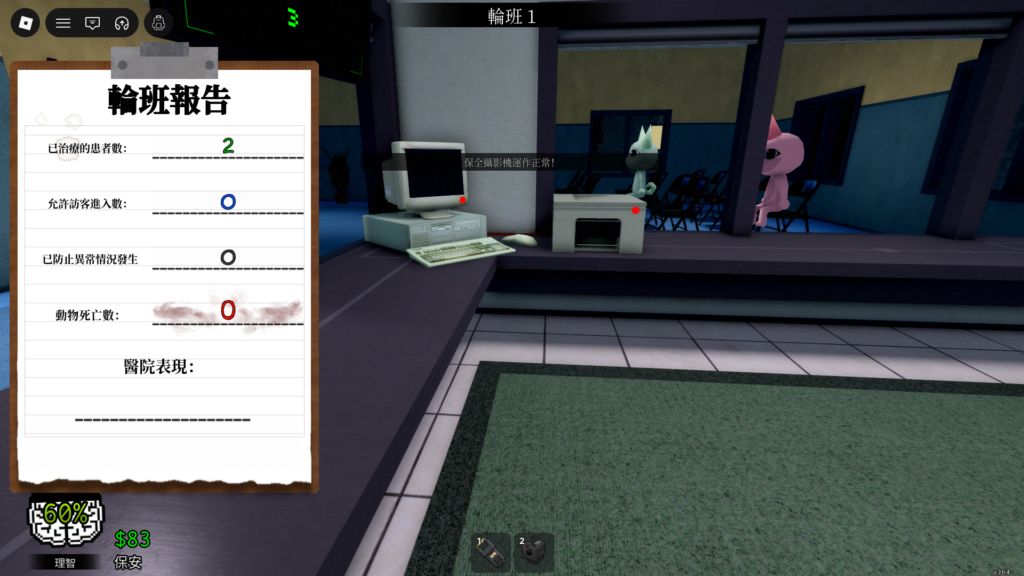 3
輪班 1
輪班報告
已治療的患者數: 2
允許訪客進入數: 0
已防止異常情況發生 0
動物死亡數: 0
醫院表現:
保全攝影機運作正常!
60%
理智
$83
保安
1
2
v364